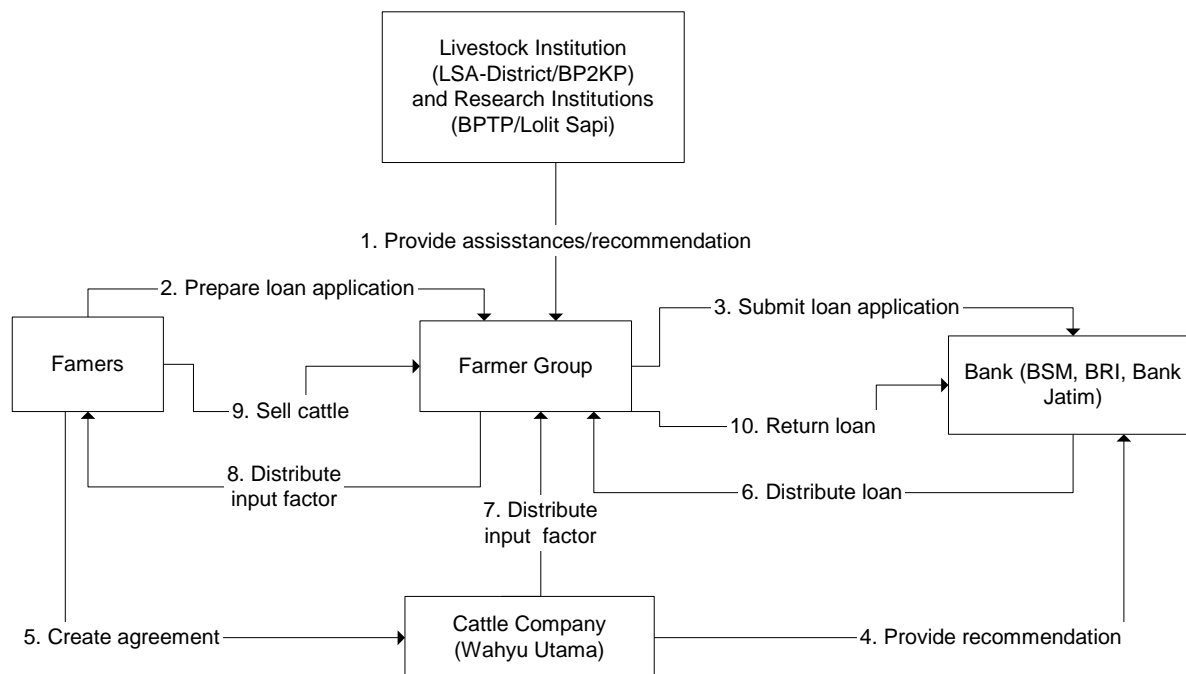 Livestock Institution
(LSA-District/BP2KP)
and Research Institutions
(BPTP/Lolit Sapi)
1. Provide assisstances/recommendation
2. Prepare loan application
3. Submit loan application
Famers
Farmer Group
Bank (BSM, BRI, Bank
Jatim)
9. Sell cattle
10. Return loan
8. Distribute
input factor
6. Distribute loan
7. Distribute
input factor
5. Create agreement
Cattle Company
(Wahyu Utama)
4. Provide recommendation